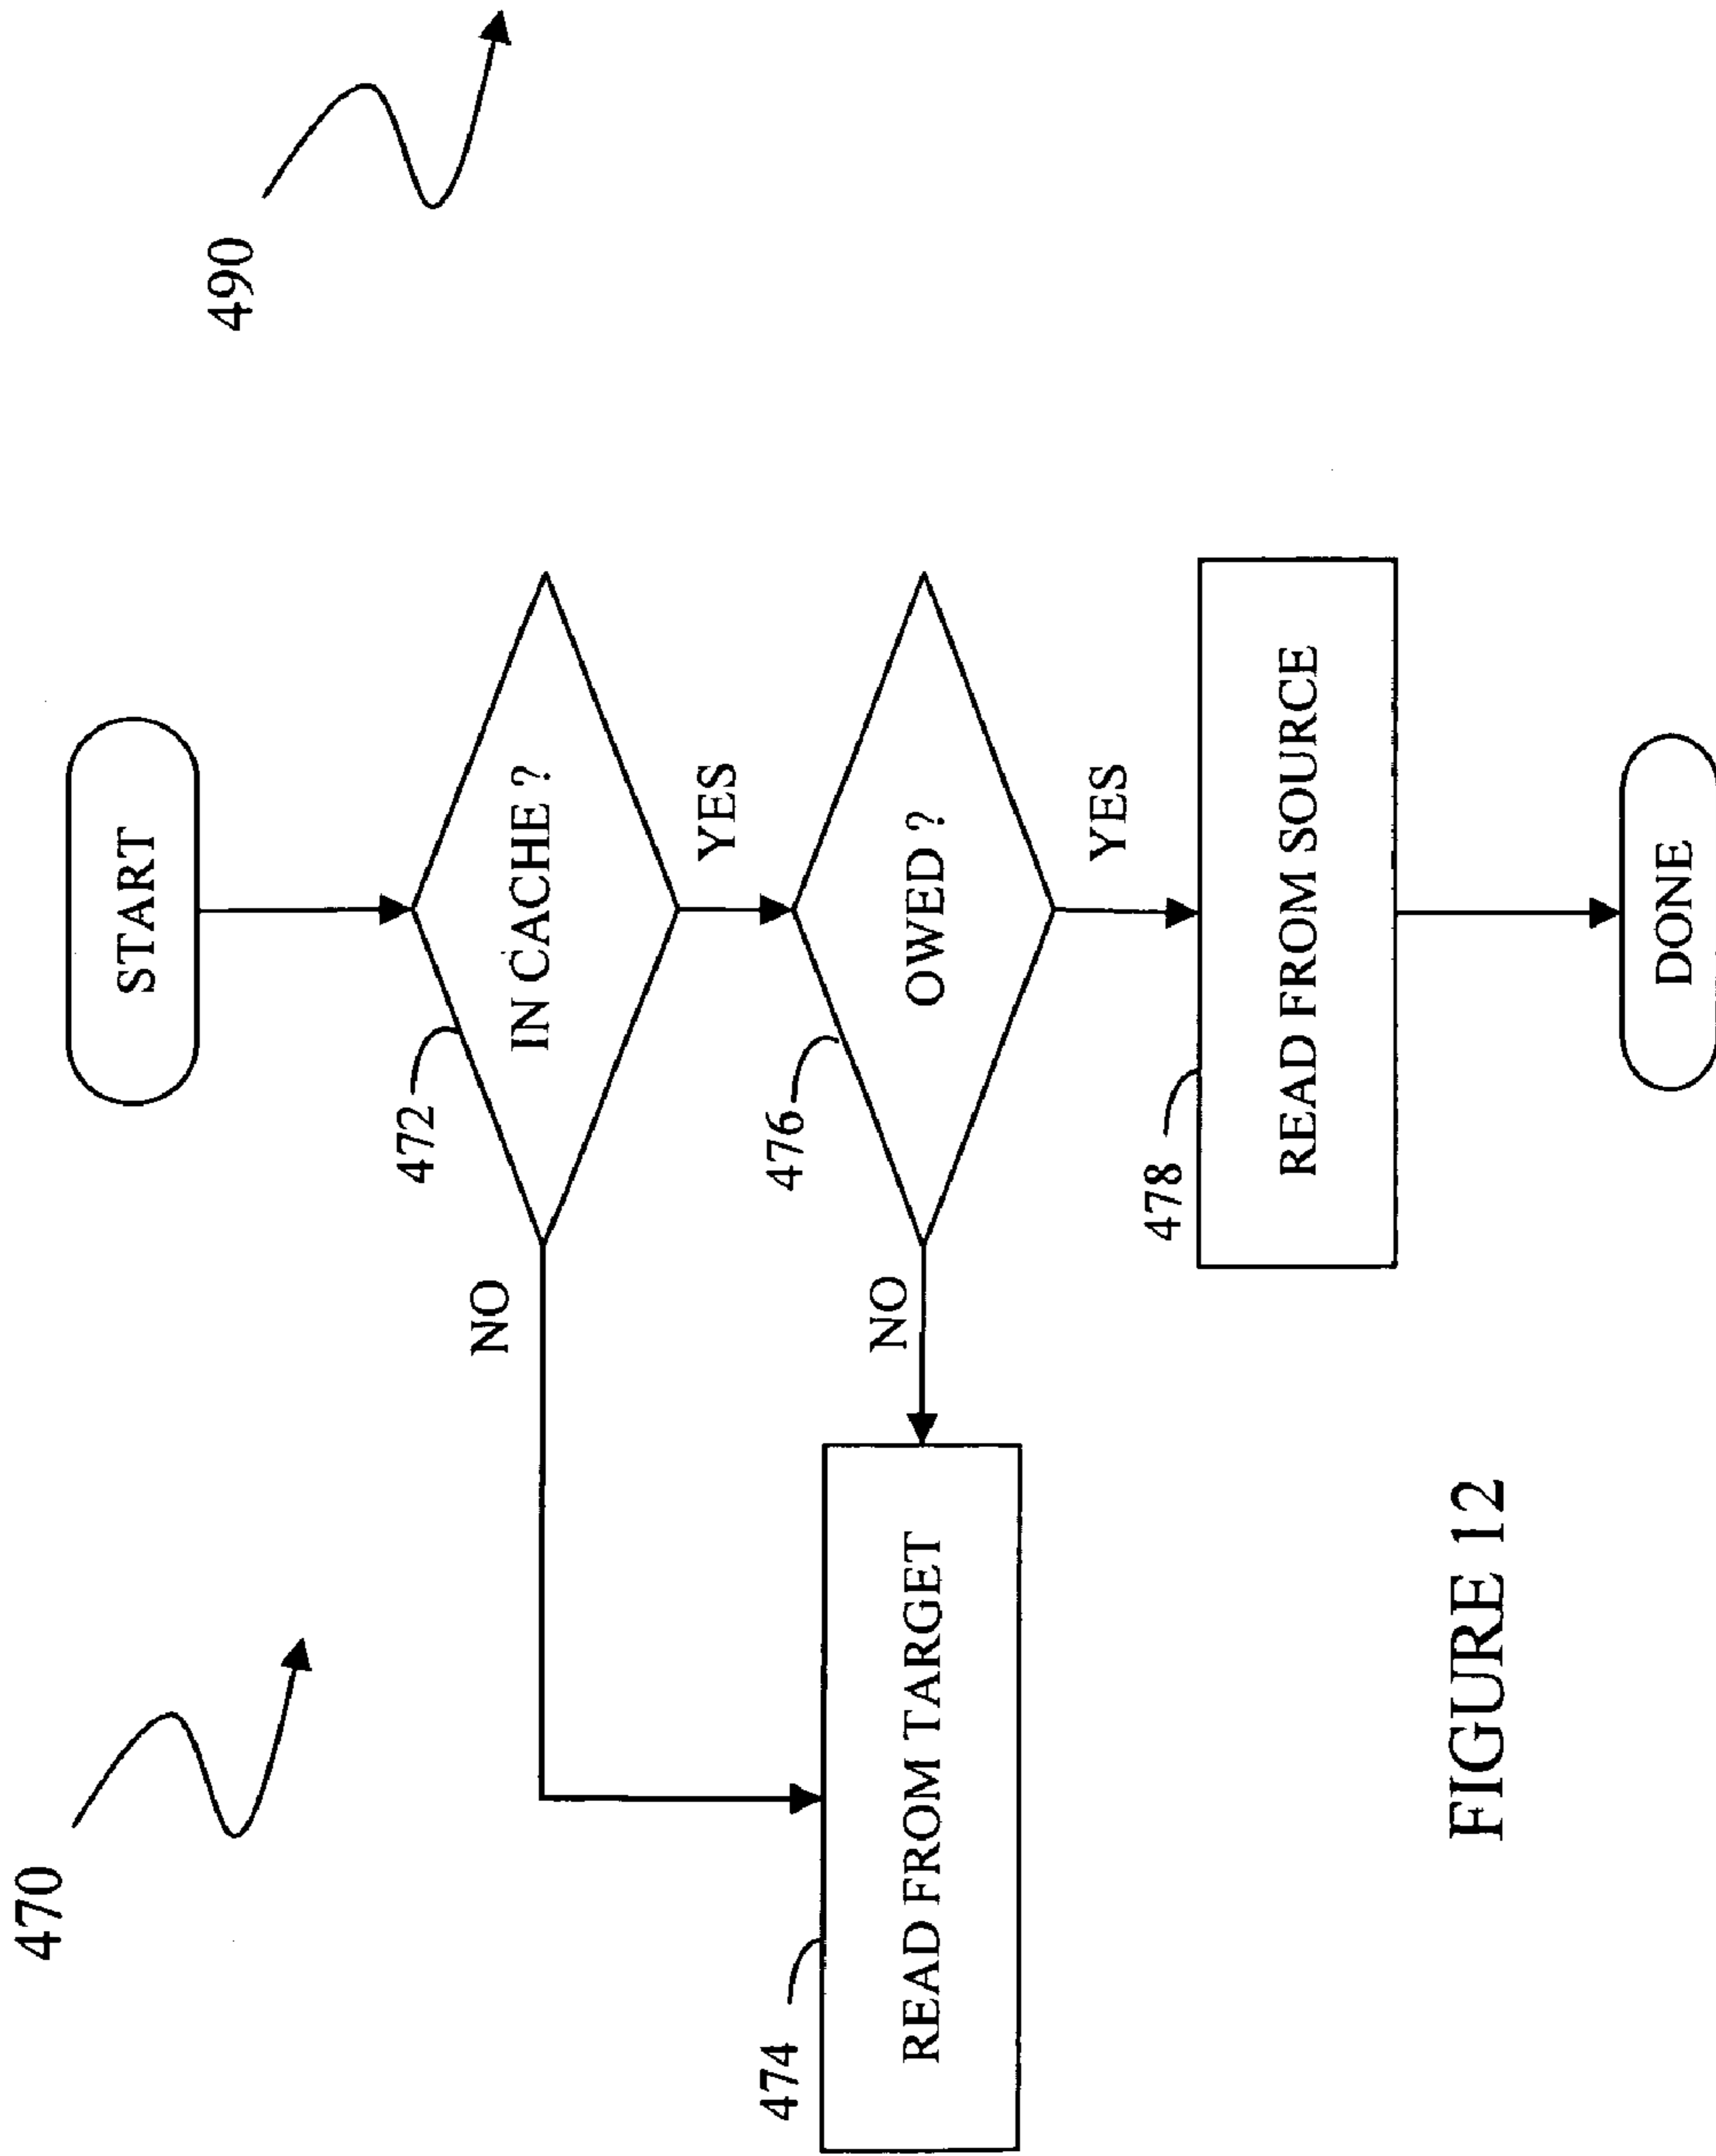 470
490
START
472
IN CACHE ?
NO
YES
476
OWED ?
NO
YES
474
READ FROM TARGET
478
READ FROM SOURCE
DONE
FIGURE 12